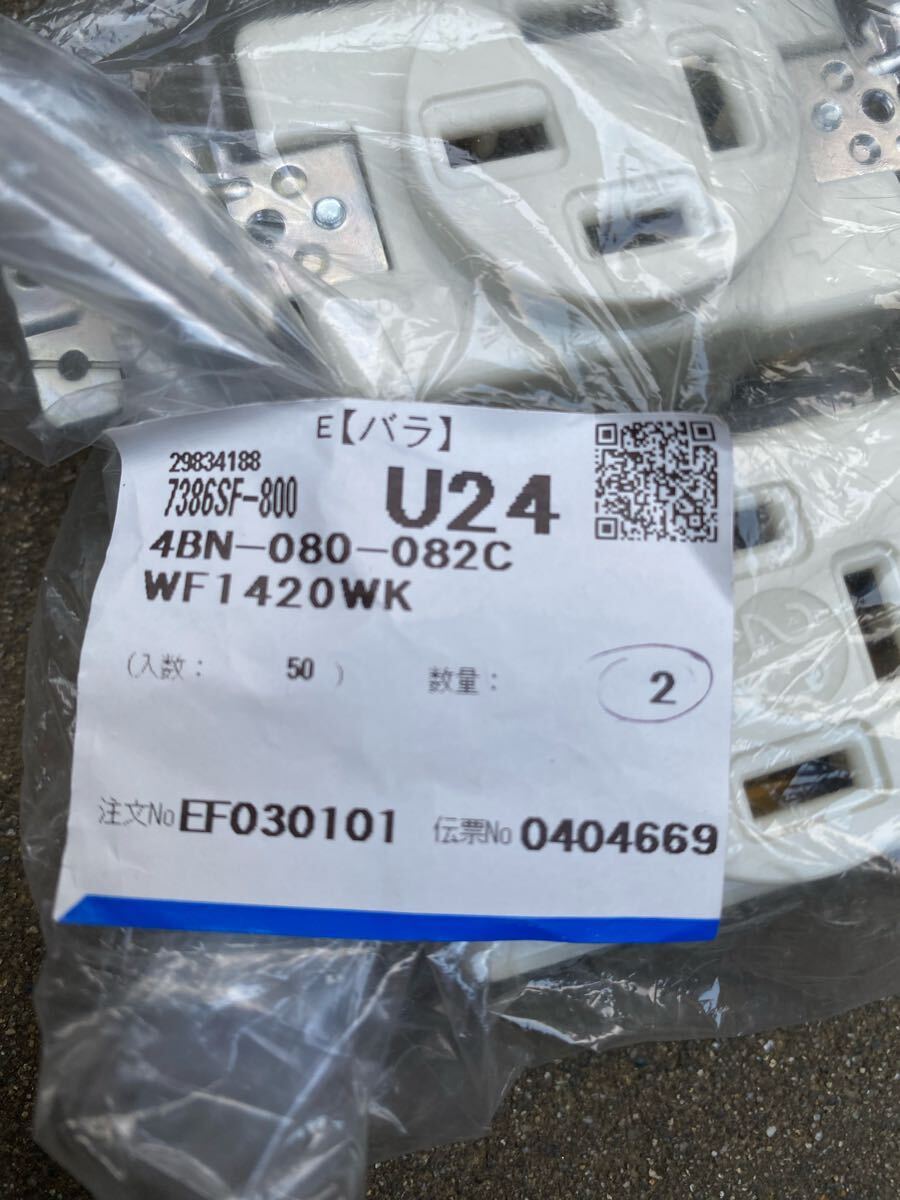 E【バラ】
29834188
7386SF-800
U24
4BN-080-082C
WF1420WK
(入数: 50 )
数量: 2
注文No EF030101
伝票No 0404669